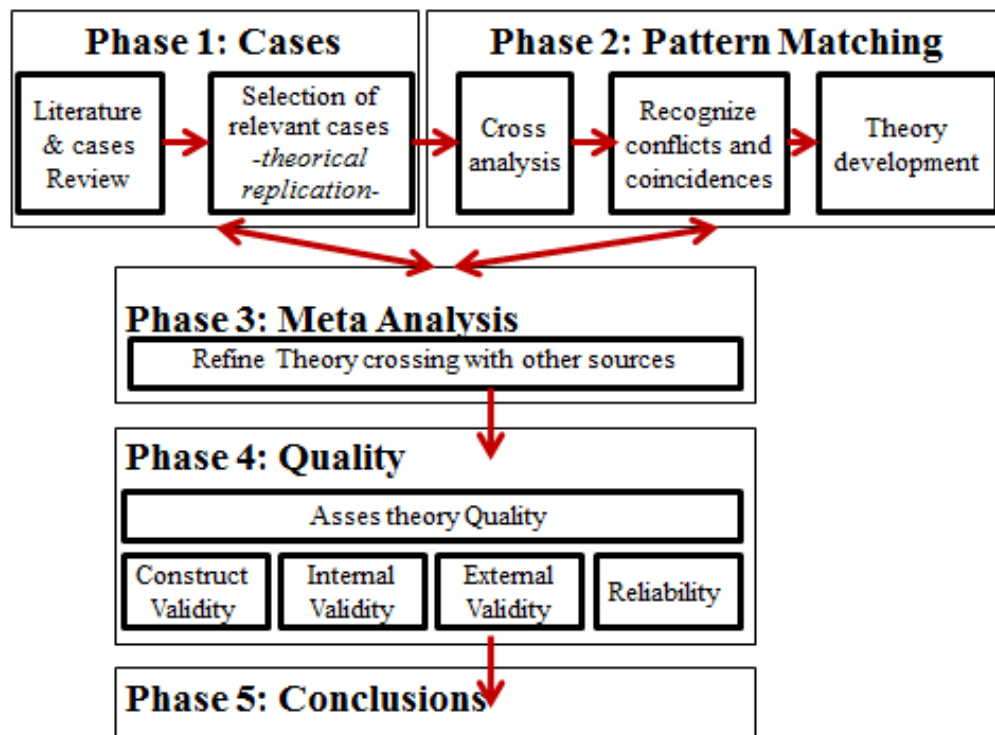 Phase 1: Cases
Literature
& cases
Review
Selection of
relevant cases
-theorical
replication-
Phase 2: Pattern Matching
Cross
analysis
Recognize
conflicts and
coincidences
Theory
development
Phase 3: Meta Analysis
Refine Theory crossing with other sources
Phase 4: Quality
Asses theory Quality
Construct
Validity
Internal
Validity
External
Validity
Reliability
Phase 5: Conclusions